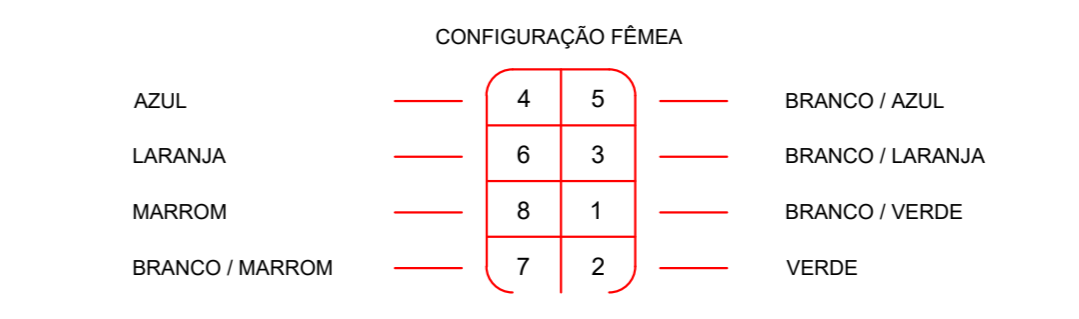 CONFIGURAÇÃO FÊMEA
AZUL 4 5 BRANCO / AZUL
LARANJA 6 3 BRANCO / LARANJA
MARROM 8 1 BRANCO / VERDE
BRANCO / MARROM 7 2 VERDE